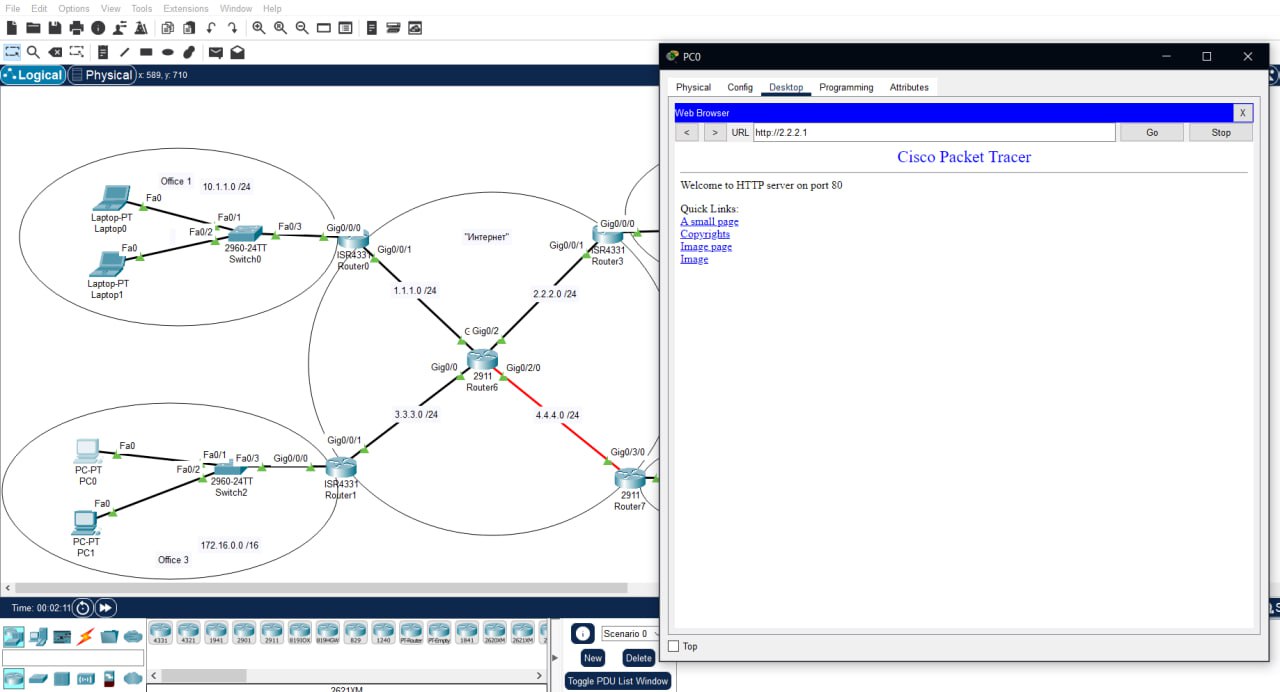 File Edit Options View Tools Extensions Window Help
Logical Physical x: 589, y: 710
PC0
Physical Config Desktop Programming Attributes
Web Browser X
< > URL http://2.2.2.1 Go Stop
Cisco Packet Tracer
Welcome to HTTP server on port 80
Quick Links:
A small page
Copyrights
Image page
Image
Top
Office 1 10.1.1.0 /24
Fa0
Laptop-PT
Laptop0
Fa0/1
Fa0/2
Fa0/3
2960-24TT
Switch0
Fa0
Laptop-PT
Laptop1
Gig0/0/0
Gig0/0/1
ISR4331
Router0
"Интернет"
Gig0/0/0
Gig0/0/1
ISR4331
Router3
1.1.1.0 /24
2.2.2.0 /24
Gig0/2
Gig0/0
Gig0/2/0
2911
Router6
3.3.3.0 /24
4.4.4.0 /24
Gig0/0/1
Gig0/0/0
ISR4331
Router1
Gig0/3/0
2911
Router7
Fa0
PC-PT
PC0
Fa0/1
Fa0/3
Fa0/2
2960-24TT
Switch2
Fa0
PC-PT
PC1
172.16.0.0 /16
Office 3
Time: 00:02:11
4331 4321 1941 2901 2911 819IOX 819HGW 829 1240 PT-Router PT-Empty 1841 2620XM 2621XM
2621XM
Scenario 0
New Delete
Toggle PDU List Window